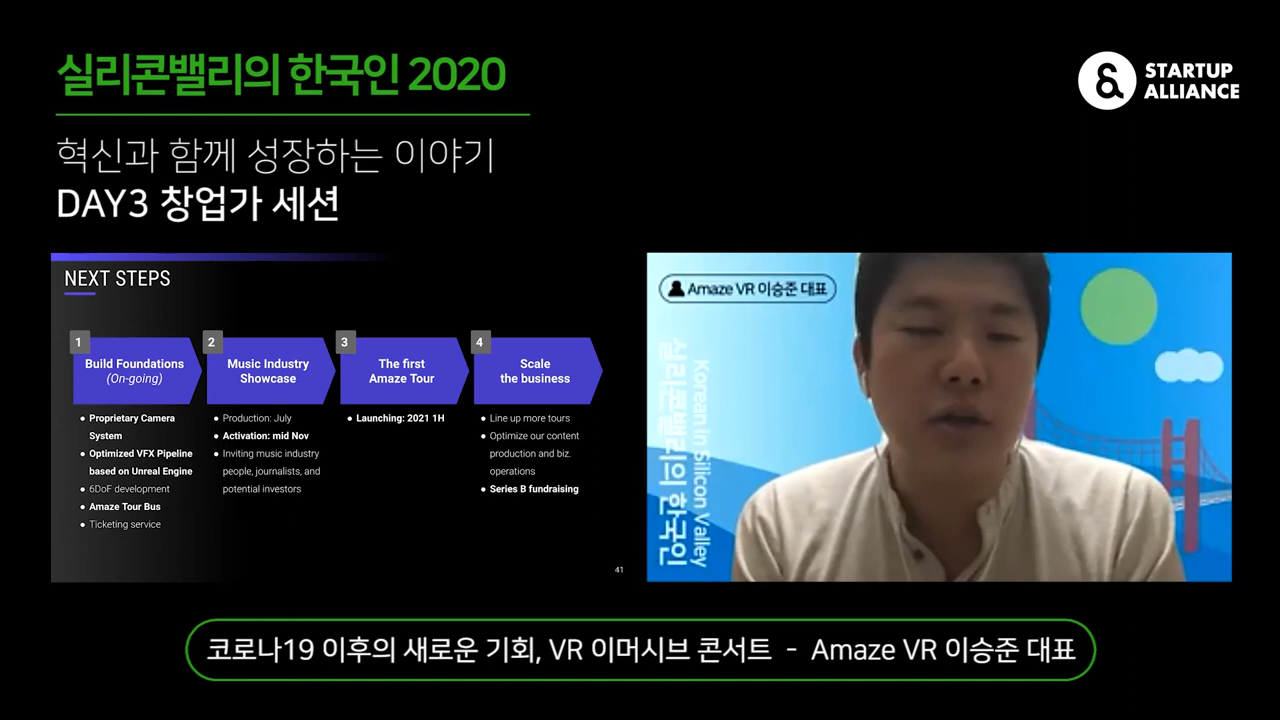 실리콘밸리의 한국인 2020
STARTUP
ALLIANCE
혁신과 함께 성장하는 이야기
DAY3 창업가 세션
NEXT STEPS
1
Build Foundations
(On-going)
● Proprietary Camera
System
● Optimized VFX Pipeline
based on Unreal Engine
● 6DoF development
● Amaze Tour Bus
● Ticketing service
2
Music Industry
Showcase
● Production: July
● Activation: mid Nov
● Inviting music industry
people, journalists, and
potential investors
3
The first
Amaze Tour
● Launching: 2021 1H
4
Scale
the business
● Line up more tours
● Optimize our content
production and biz.
operations
● Series B fundraising
41
Amaze VR 이승준 대표
Korean in Silicon Valley
실리콘밸리의 한국인
코로나19 이후의 새로운 기회, VR 이머시브 콘서트 - Amaze VR 이승준 대표